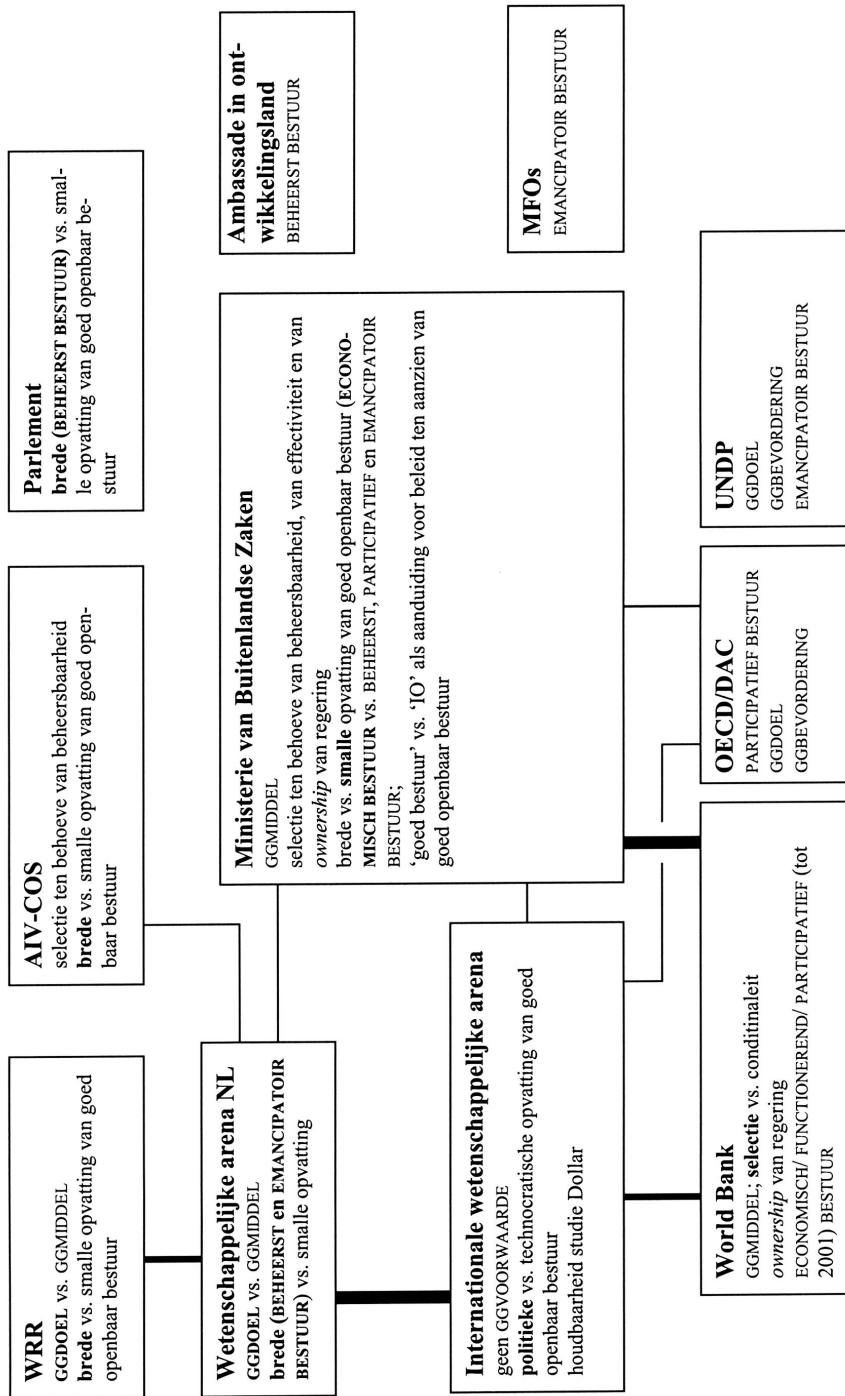 WRR
GGDOEL vs. GGMIDDEL
brede vs. smalle opvatting van goed
openbaar bestuur
AIV-COS
selectie ten behoeve van beheersbaarheid
brede vs. smalle opvatting van goed open-
baar bestuur
Parlement
brede (BEHEERST BESTUUR) vs. smal-
le opvatting van goed openbaar be-
stuur
Wetenschappelijke arena NL
GGDOEL vs. GGMIDDEL
brede (BEHEERST en EMANCIPATOIR
BESTUUR) vs. smalle opvatting
Ministerie van Buitenlandse Zaken
GGMIDDEL
selectie ten behoeve van beheersbaarheid, van effectiviteit en van
ownership van regering
brede vs. smalle opvatting van goed openbaar bestuur (ECONO-
MISCH BESTUUR vs. BEHEERST, PARTICIPATIEF en EMANCIPATOIR
BESTUUR;
‘goed bestuur’ vs. ‘IO’ als aanduiding voor beleid ten aanzien van
goed openbaar bestuur
Ambassade in ont-
wikkelingsland
BEHEERST BESTUUR
Internationale wetenschappelijke arena
geen GGVOORWAARDE
politieke vs. technocratische opvatting van goed
openbaar bestuur
houdbaarheid studie Dollar
MFOs
EMANCIPATOIR BESTUUR
World Bank
GGMIDDEL; selectie vs. conditinaleit
ownership van regering
ECONOMISCH/ FUNCTIONEREND/ PARTICIPATIEF (tot
2001) BESTUUR
OECD/DAC
PARTICIPATIEF BESTUUR
GGDOEL
GGBEVORDERING
UNDP
GGDOEL
GGBEVORDERING
EMANCIPATOIR BESTUUR